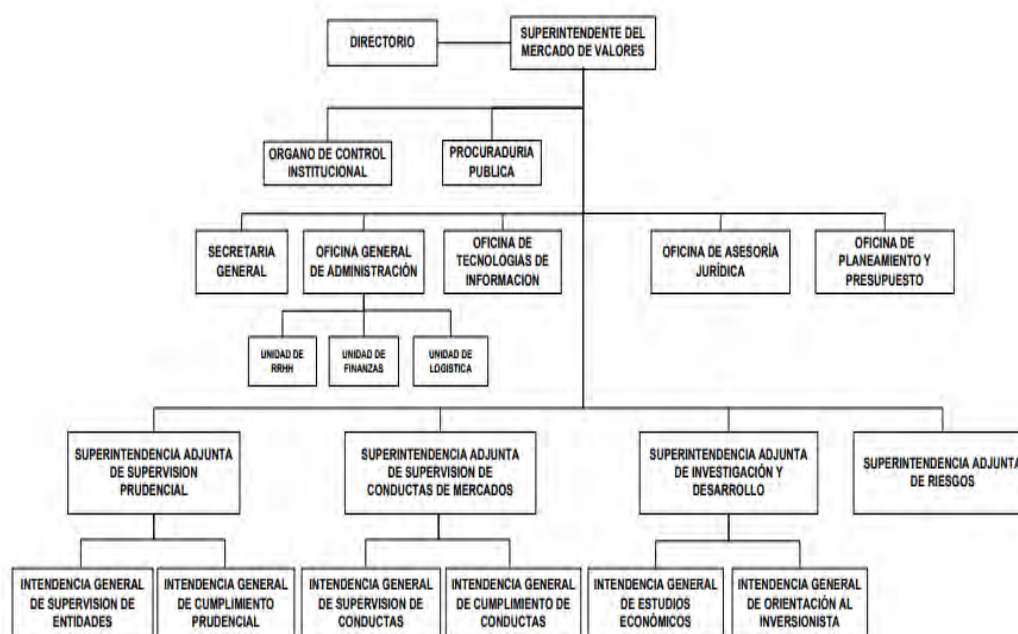 DIRECTORIO
SUPERINTENDENTE DEL
MERCADO DE VALORES
ORGANO DE CONTROL
INSTITUCIONAL
PROCURADURIA
PUBLICA
SECRETARIA
GENERAL
OFICINA GENERAL
DE ADMINISTRACIÓN
OFICINA DE
TECNOLOGIAS DE
INFORMACION
OFICINA DE ASESORÍA
JURÍDICA
OFICINA DE
PLANEAMIENTO Y
PRESUPUESTO
UNIDAD DE
RRHH
UNIDAD DE
FINANZAS
UNIDAD DE
LOGISTICA
SUPERINTENDENCIA ADJUNTA
DE SUPERVISION
PRUDENCIAL
SUPERINTENDENCIA ADJUNTA
DE SUPERVISION DE
CONDUCTAS DE MERCADOS
SUPERINTENDENCIA ADJUNTA
DE INVESTIGACIÓN Y
DESARROLLO
SUPERINTENDENCIA ADJUNTA
DE RIESGOS
INTENDENCIA GENERAL
DE SUPERVISION DE
ENTIDADES
INTENDENCIA GENERAL
DE CUMPLIMIENTO
PRUDENCIAL
INTENDENCIA GENERAL
DE SUPERVISION DE
CONDUCTAS
INTENDENCIA GENERAL
DE CUMPLIMIENTO DE
CONDUCTAS
INTENDENCIA GENERAL
DE ESTUDIOS
ECONÓMICOS
INTENDENCIA GENERAL
DE ORIENTACIÓN AL
INVERSIONISTA